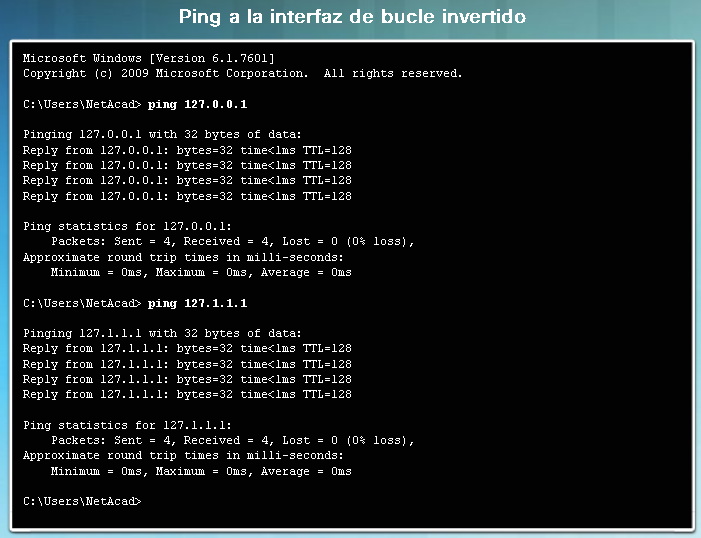 Ping a la interfaz de bucle invertido
Microsoft Windows [Version 6.1.7601]
Copyright (c) 2009 Microsoft Corporation.  All rights reserved.
C:\Users\NetAcad> ping 127.0.0.1
Pinging 127.0.0.1 with 32 bytes of data:
Reply from 127.0.0.1: bytes=32 time<1ms TTL=128
Reply from 127.0.0.1: bytes=32 time<1ms TTL=128
Reply from 127.0.0.1: bytes=32 time<1ms TTL=128
Reply from 127.0.0.1: bytes=32 time<1ms TTL=128
Ping statistics for 127.0.0.1:
    Packets: Sent = 4, Received = 4, Lost = 0 (0% loss),
Approximate round trip times in milli-seconds:
    Minimum = 0ms, Maximum = 0ms, Average = 0ms
C:\Users\NetAcad> ping 127.1.1.1
Pinging 127.1.1.1 with 32 bytes of data:
Reply from 127.1.1.1: bytes=32 time<1ms TTL=128
Reply from 127.1.1.1: bytes=32 time<1ms TTL=128
Reply from 127.1.1.1: bytes=32 time<1ms TTL=128
Reply from 127.1.1.1: bytes=32 time<1ms TTL=128
Ping statistics for 127.1.1.1:
    Packets: Sent = 4, Received = 4, Lost = 0 (0% loss),
Approximate round trip times in milli-seconds:
    Minimum = 0ms, Maximum = 0ms, Average = 0ms
C:\Users\NetAcad>